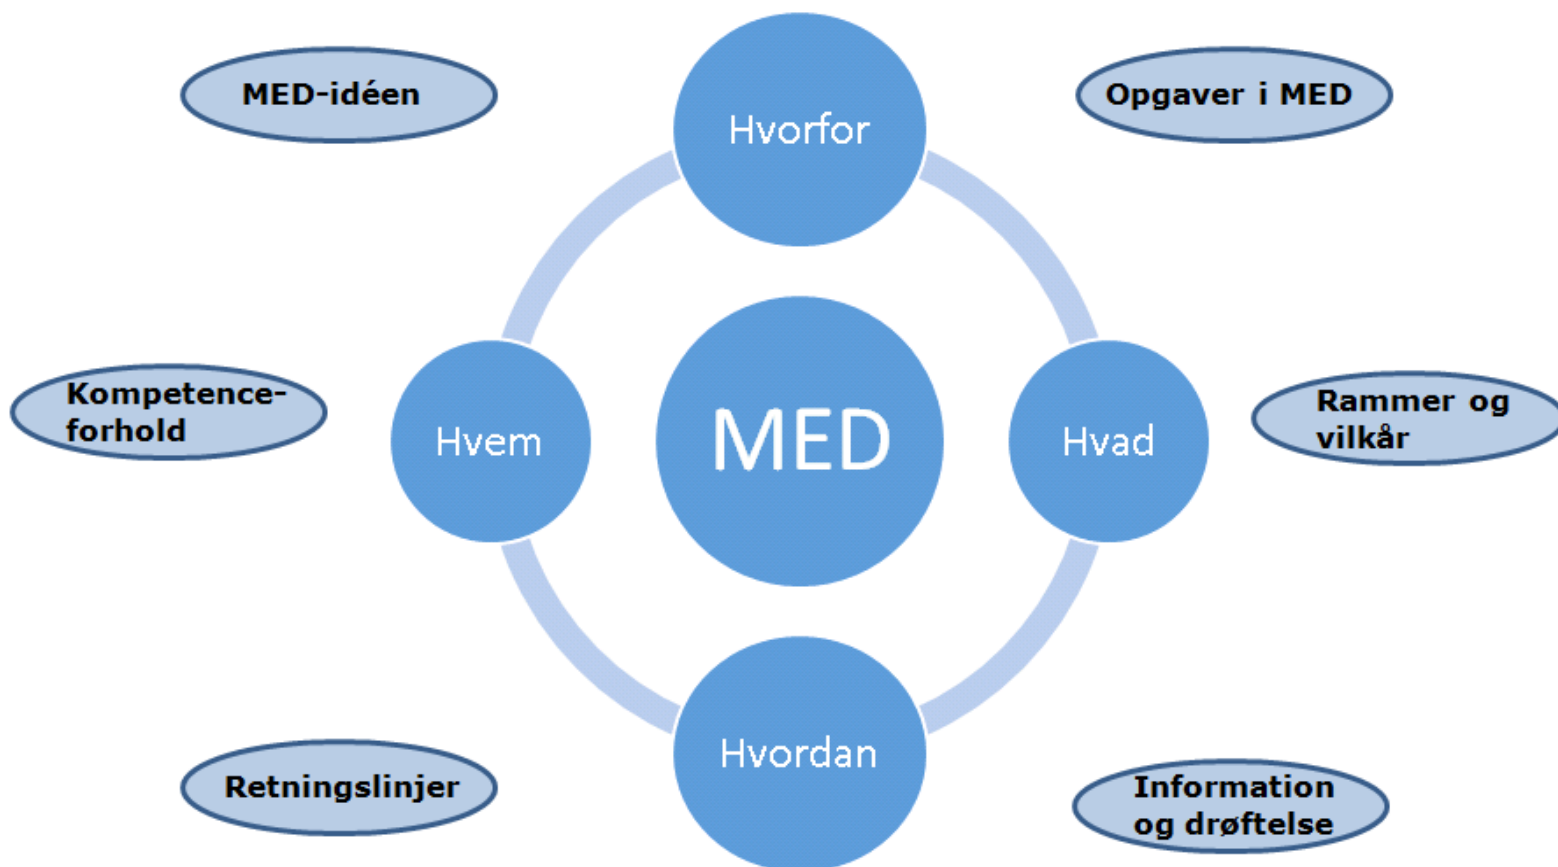 MED-idéen
Hvorfor
Opgaver i MED
Kompetence-
forhold
Hvem
MED
Hvad
Rammer og
vilkår
Retningslinjer
Hvordan
Information
og drøftelse